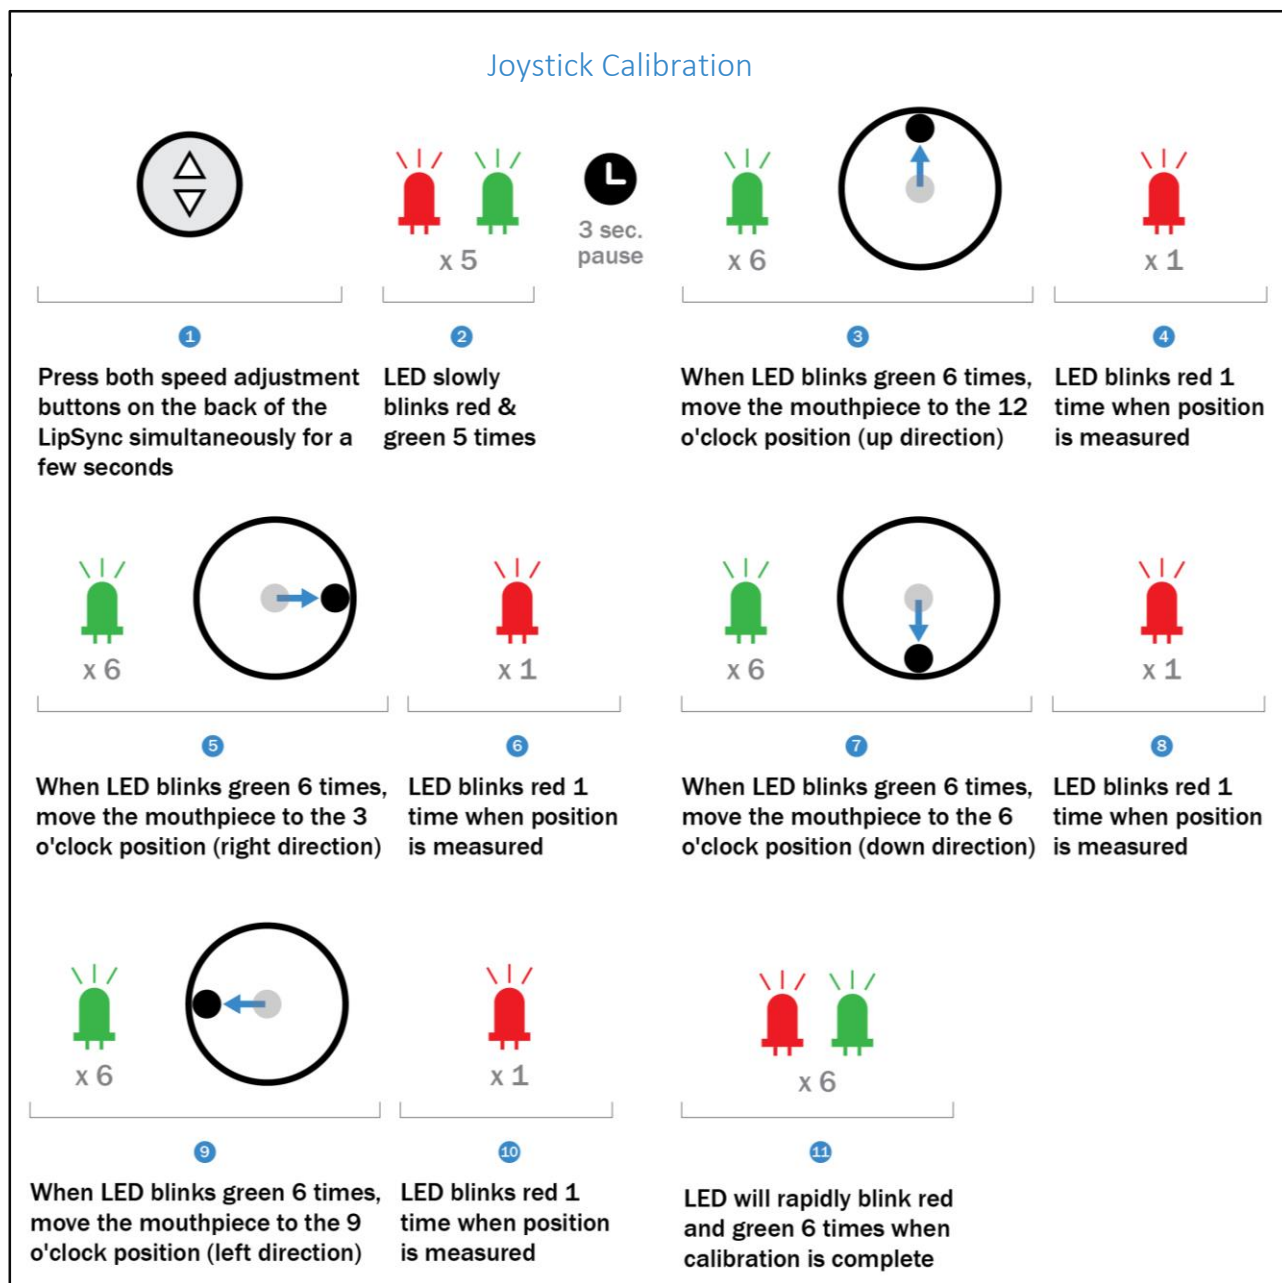 Joystick Calibration
3 sec.
pause
x 5
x 6
x 1
1
2
3
4
Press both speed adjustment
buttons on the back of the
LipSync simultaneously for a
few seconds
LED slowly
blinks red &
green 5 times
When LED blinks green 6 times,
move the mouthpiece to the 12
o'clock position (up direction)
LED blinks red 1
time when position
is measured
x 6
x 1
x 6
x 1
5
6
7
8
When LED blinks green 6 times,
move the mouthpiece to the 3
o'clock position (right direction)
LED blinks red 1
time when position
is measured
When LED blinks green 6 times,
move the mouthpiece to the 6
o'clock position (down direction)
LED blinks red 1
time when position
is measured
x 6
x 1
x 6
9
10
11
When LED blinks green 6 times,
move the mouthpiece to the 9
o'clock position (left direction)
LED blinks red 1
time when position
is measured
LED will rapidly blink red
and green 6 times when
calibration is complete